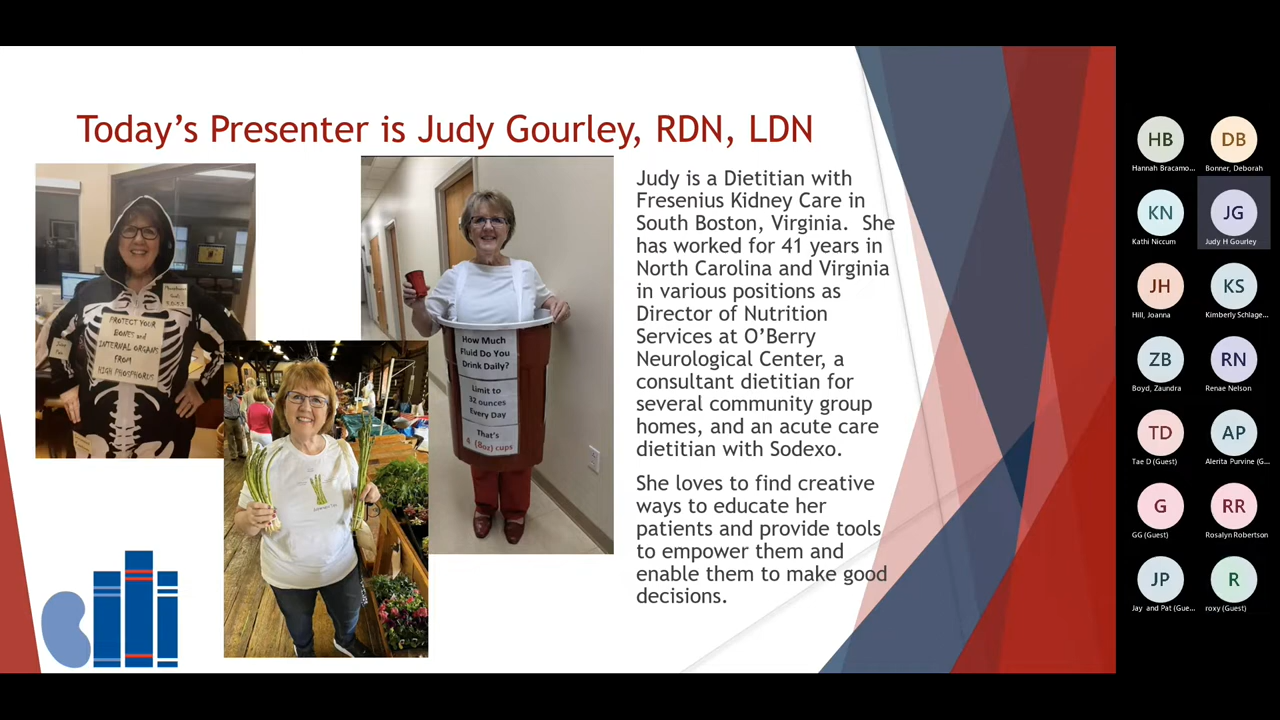 Today's Presenter is Judy Gourley, RDN, LDN
PROTECT YOUR
BONES and
INTERNAL ORGANS
FROM
HIGH PHOSPHORUS
How Much
Fluid Do You
Drink Daily?
Limit to
32 ounces
Every Day
That's
4 (8oz) cups
Judy is a Dietitian with
Fresenius Kidney Care in
South Boston, Virginia. She
has worked for 41 years in
North Carolina and Virginia
in various positions as
Director of Nutrition
Services at O'Berry
Neurological Center, a
consultant dietitian for
several community group
homes, and an acute care
dietitian with Sodexo.
She loves to find creative
ways to educate her
patients and provide tools
to empower them and
enable them to make good
decisions.
HB
DB
Hannah Bracamo...
Bonner, Deborah
KN
JG
Kathi Niccum
Judy H Gourley
JH
KS
Hill, Joanna
Kimberly Schlage...
ZB
RN
Boyd, Zaundra
Renae Nelson
TD
AP
Tae D (Guest)
Alerita Purvine (G...
G
RR
GG (Guest)
Rosalyn Robertson
JP
R
Jay and Pat (Gue...
roxy (Guest)